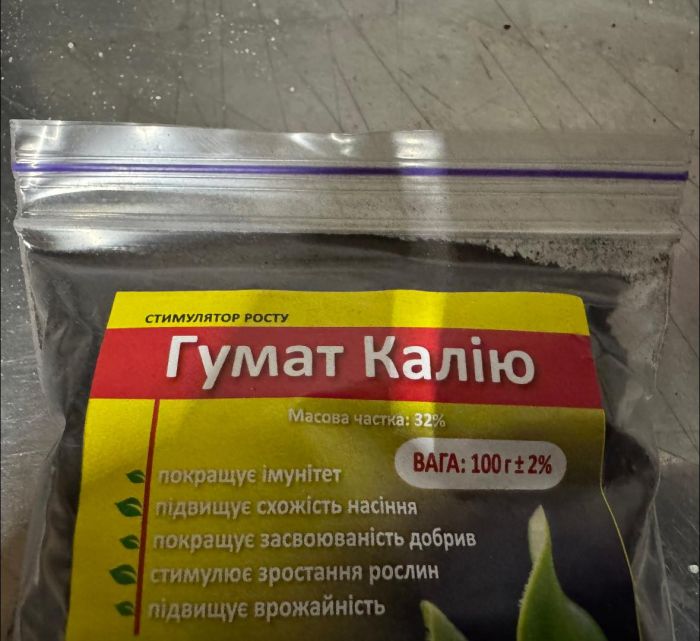 СТИМУЛЯТОР РОСТУ
Гумат Калію
Масова частка: 32%
ВАГА: 100 г ± 2%
покращує імунітет
підвищує схожість насіння
покращує засвоюваність добрив
стимулює зростання рослин
підвищує врожайність